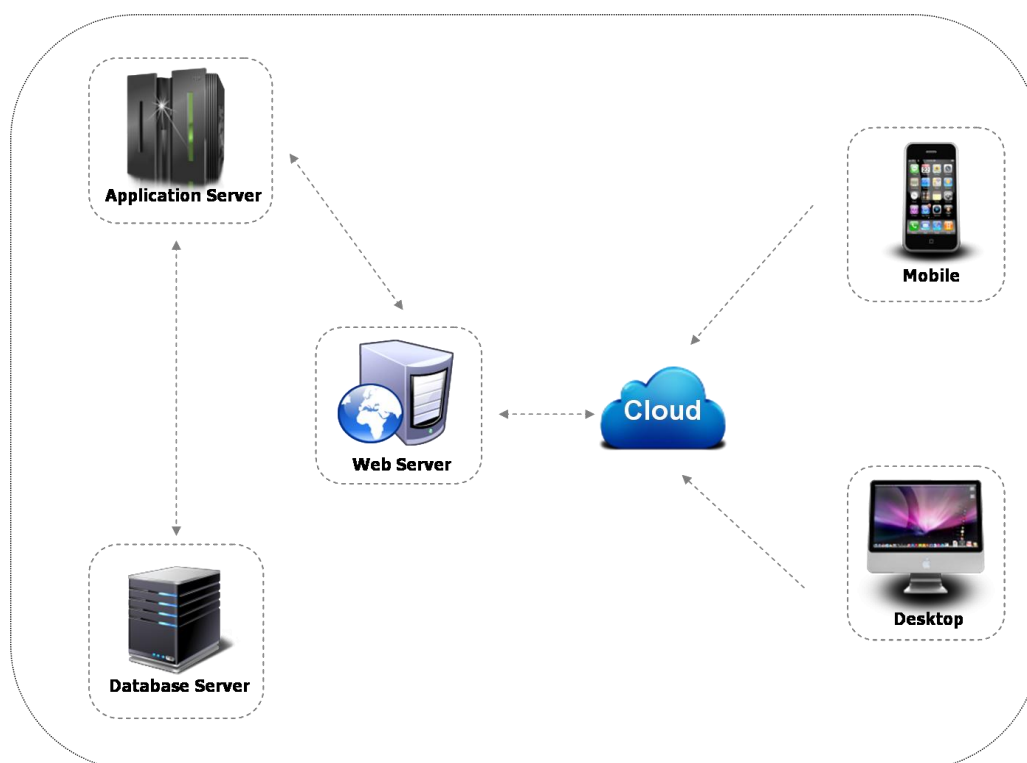 Application Server
Mobile
Cloud
Web Server
Desktop
Database Server